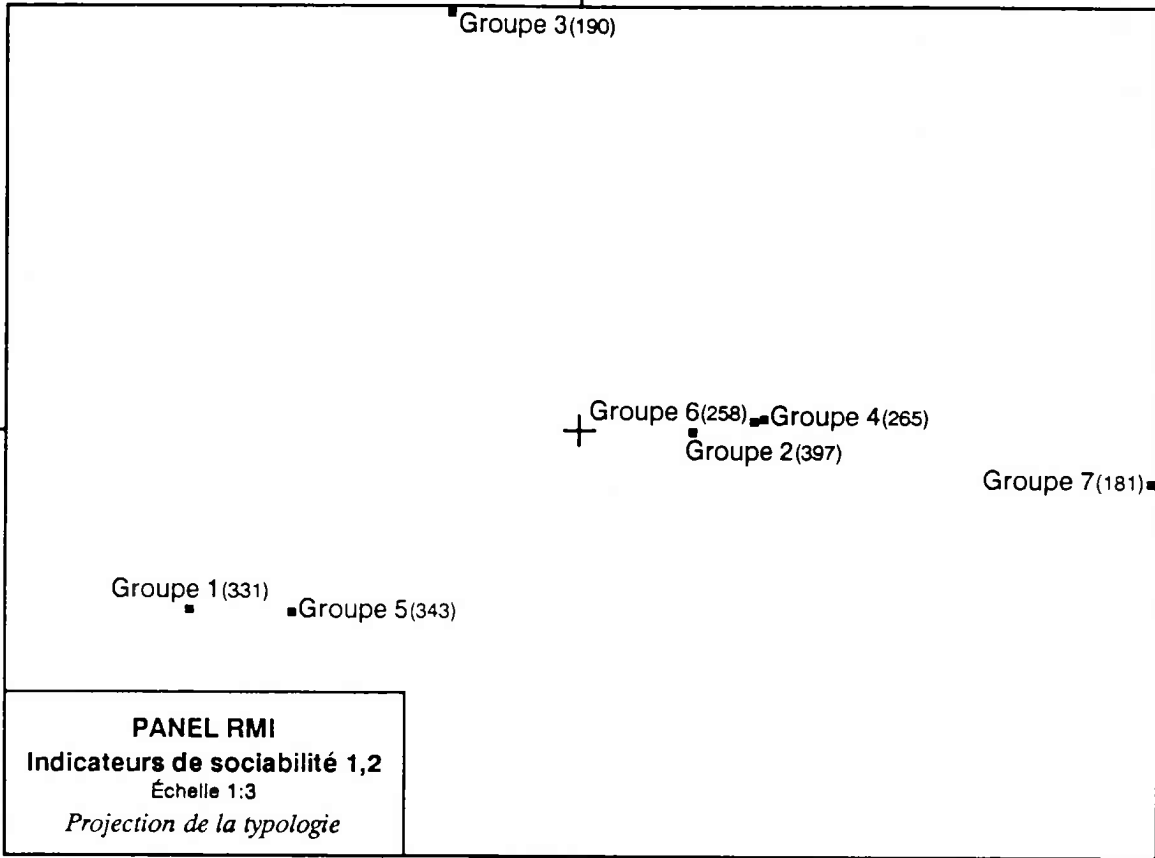 Groupe 3(190)
Groupe 6(258) Groupe 4(265)
Groupe 2(397)
Groupe 7(181)
Groupe 1(331)
Groupe 5(343)
PANEL RMI
Indicateurs de sociabilité 1,2
Échelle 1:3
Projection de la typologie